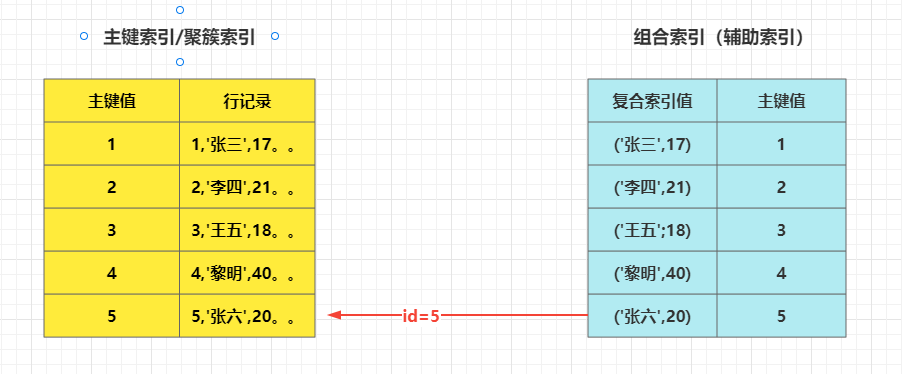 主键索引/聚簇索引
组合索引（辅助索引）
主键值 行记录
1 1,'张三',17。。
2 2,'李四',21。。
3 3,'王五',18。。
4 4,'黎明',40。。
5 5,'张六',20。。
id=5
复合索引值 主键值
('张三',17) 1
('李四',21) 2
('王五';18) 3
('黎明',40) 4
('张六',20) 5